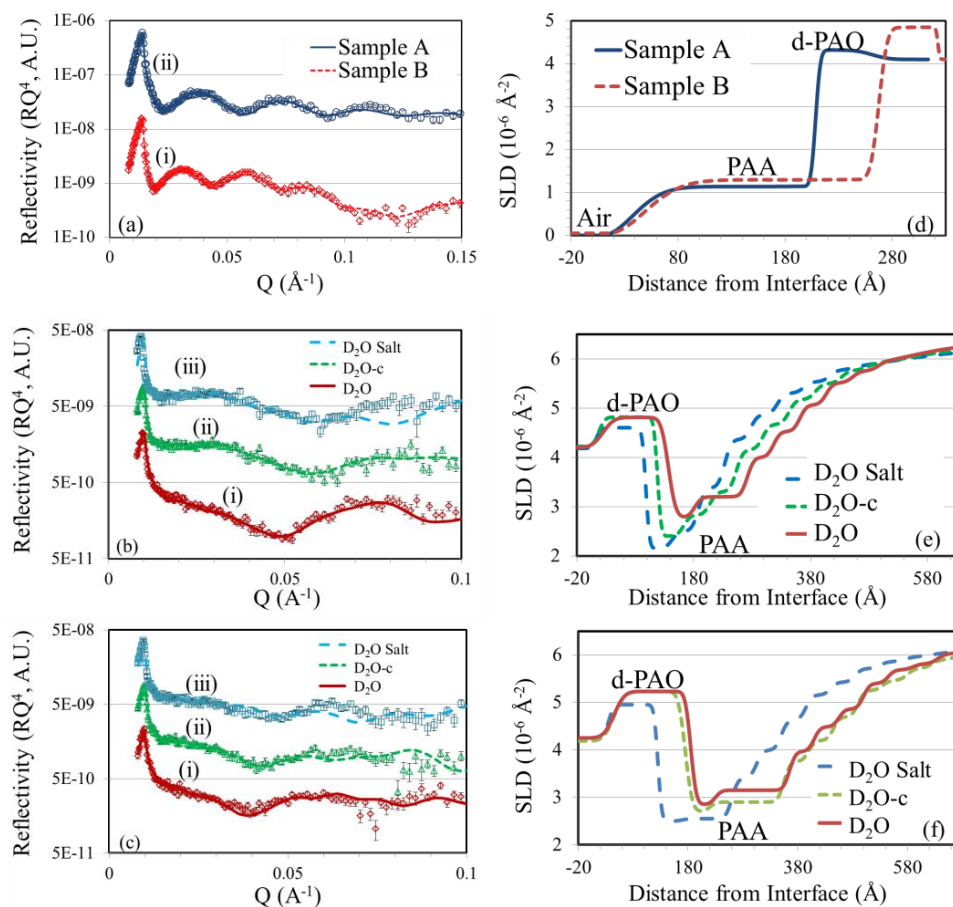 1E-06
1E-07
1E-08
1E-09
1E-10
Reflectivity (RQ⁴, A.U.)
(ii)
(i)
Sample A
Sample B
(a)
0
0.05
0.1
0.15
Q (Å⁻¹)
5
4
3
2
1
0
SLD (10⁻⁶ Å⁻²)
Sample A
Sample B
d-PAO
PAA
Air
(d)
-20
80
180
280
Distance from Interface (Å)
5E-08
5E-09
5E-10
5E-11
Reflectivity (RQ⁴, A.U.)
(iii)
(ii)
(i)
D₂O Salt
D₂O-c
D₂O
(b)
0
0.05
0.1
Q (A⁻¹)
6
5
4
3
2
SLD (10⁻⁶ Å⁻²)
d-PAO
D₂O Salt
D₂O-c
D₂O
PAA
(e)
-20
180
380
580
Distance from Interface (Å)
5E-08
5E-09
5E-10
5E-11
Reflectivity (RQ⁴, A.U.)
(iii)
(ii)
(i)
D₂O Salt
D₂O-c
D₂O
(c)
0
0.05
0.1
Q (A⁻¹)
6
5
4
3
2
SLD (10⁻⁶ Å⁻²)
d-PAO
D₂O Salt
D₂O-c
D₂O
PAA
(f)
-20
180
380
580
Distance from Interface (Å)